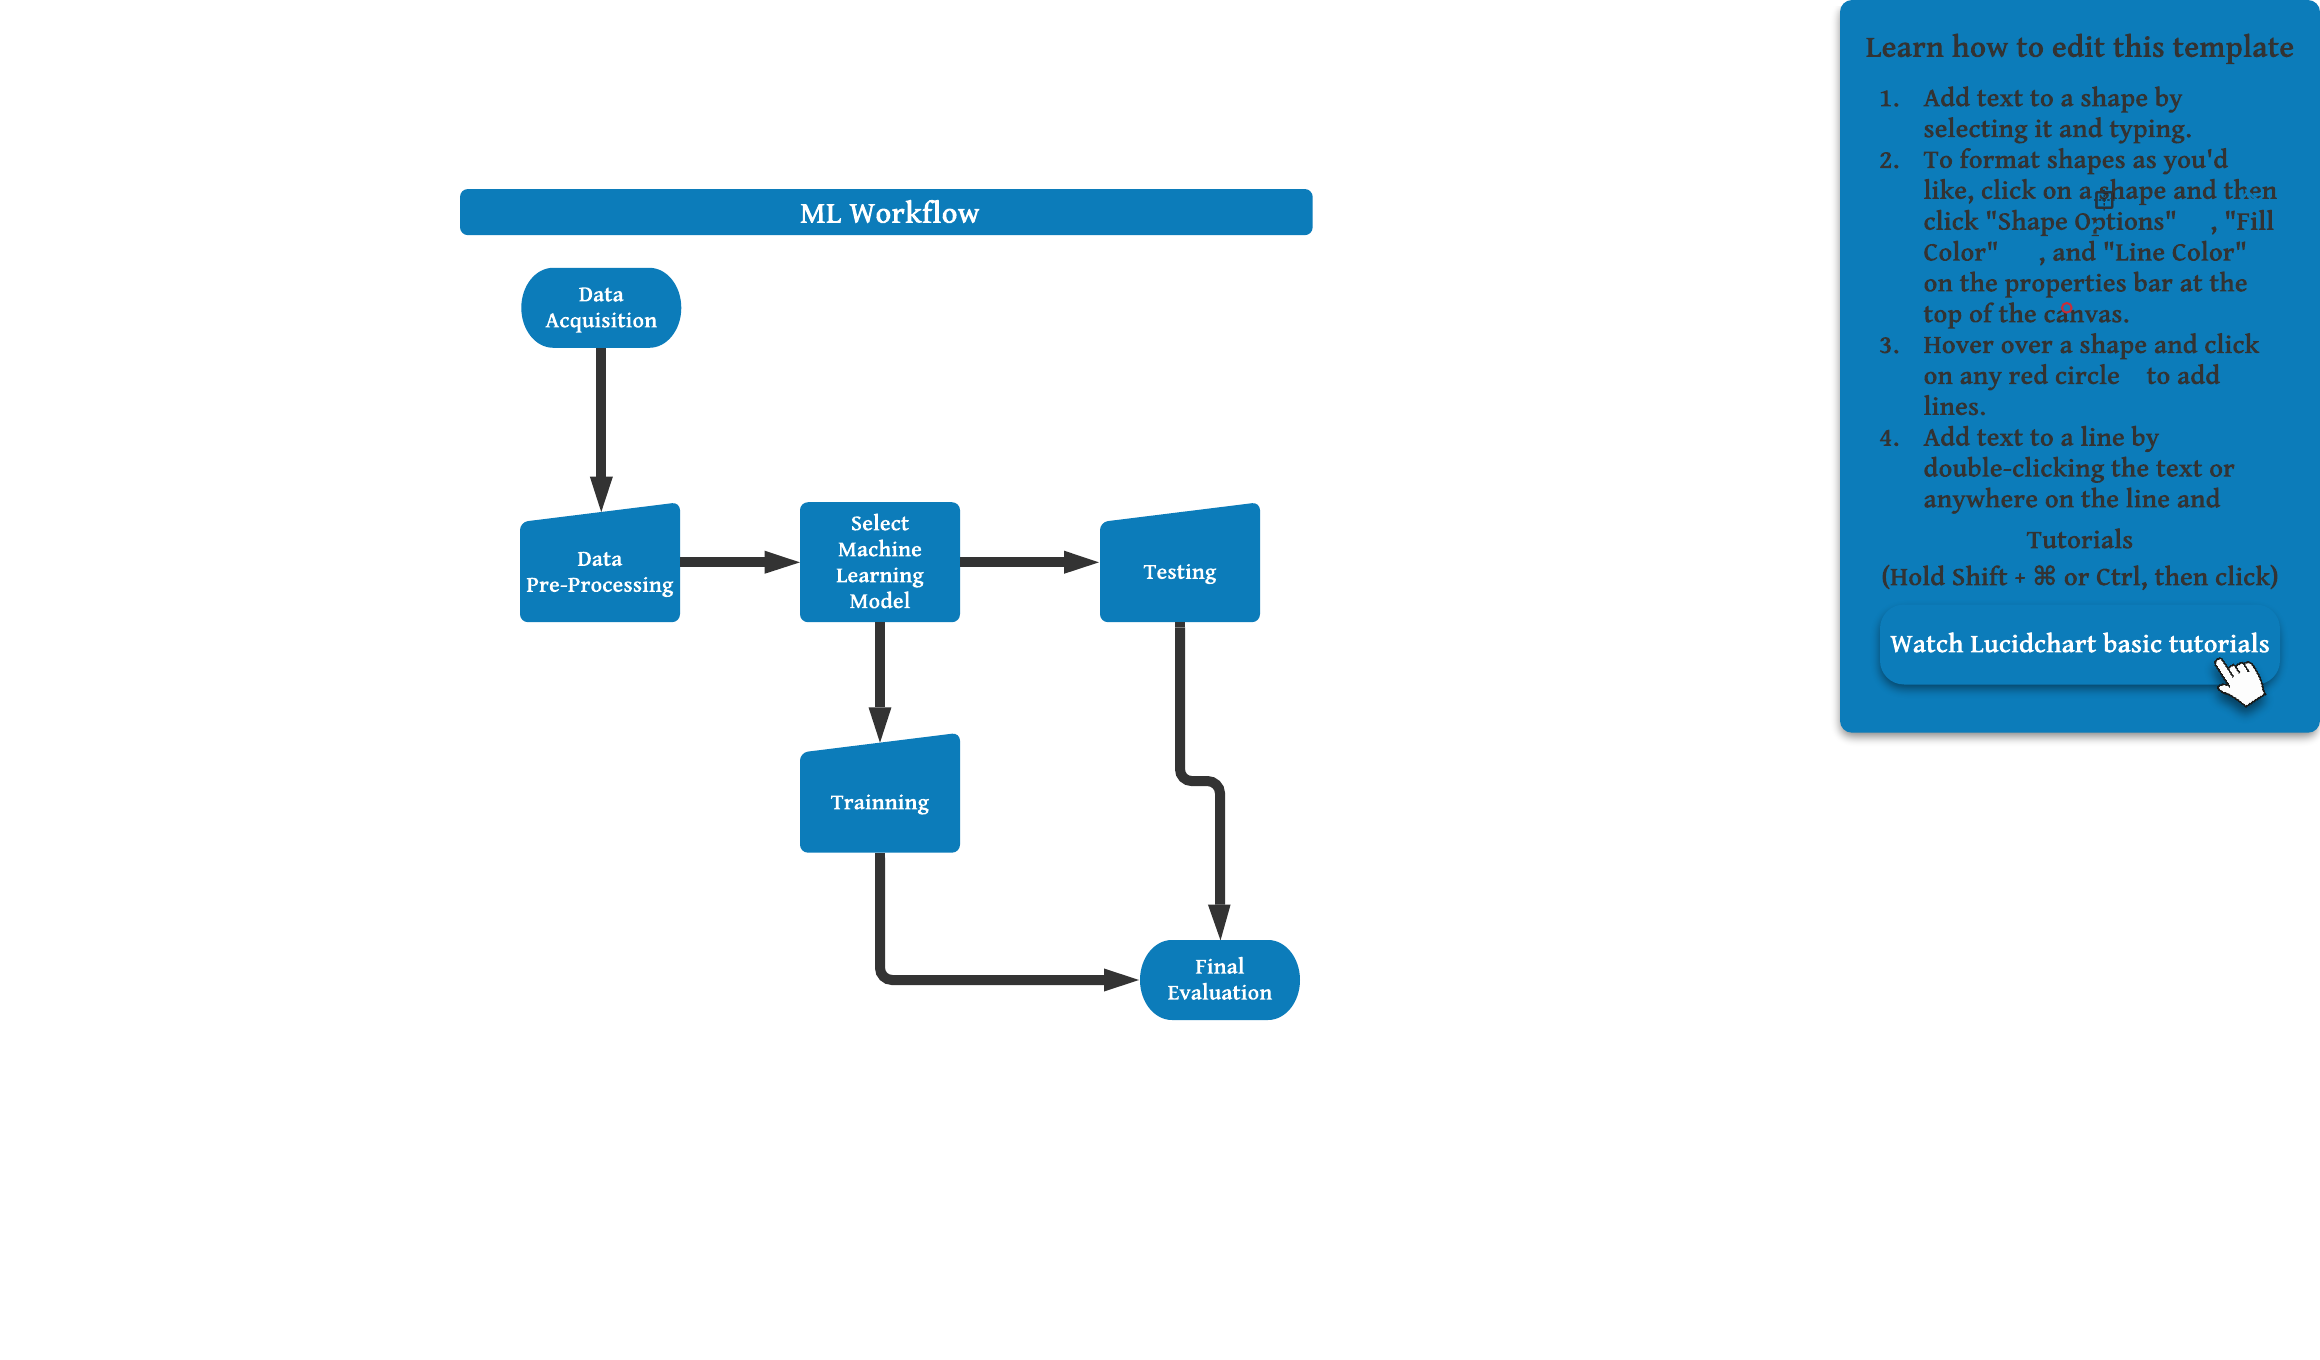 ML Workflow
Data
Acquisition
Data
Pre-Processing
Select
Machine
Learning
Model
Testing
Trainning
Final
Evaluation
Learn how to edit this template
1. Add text to a shape by
selecting it and typing.
2. To format shapes as you'd
like, click on a shape and then
click "Shape Options" , "Fill
Color" , and "Line Color"
on the properties bar at the
top of the canvas.
3. Hover over a shape and click
on any red circle to add
lines.
4. Add text to a line by
double-clicking the text or
anywhere on the line and
Tutorials
(Hold Shift + ⌘ or Ctrl, then click)
Watch Lucidchart basic tutorials